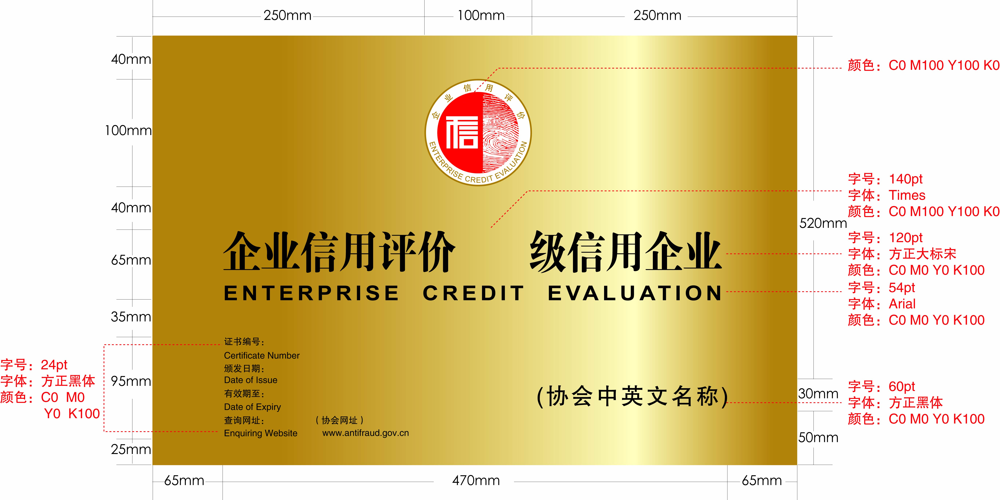 250mm
100mm
250mm
40mm
颜色：C0 M100 Y100 K0
企业信用评价
信
ENTERPRISE CREDIT EVALUATION
100mm
字号：140pt
字体：Times
颜色：C0 M100 Y100 K0
40mm
520mm
企业信用评价 级信用企业
65mm
字号：120pt
字体：方正大标宋
颜色：C0 M0 Y0 K100
ENTERPRISE CREDIT EVALUATION
字号：54pt
字体：Arial
颜色：C0 M0 Y0 K100
35mm
证书编号：
Certificate Number
颁发日期：
Date of Issue
有效期至：
Date of Expiry
查询网址： （协会网址）
Enquiring Website www.antifraud.gov.cn
字号：24pt
字体：方正黑体
颜色：C0 M0
Y0 K100
95mm
(协会中英文名称)
30mm
字号：60pt
字体：方正黑体
颜色：C0 M0 Y0 K100
50mm
25mm
65mm
470mm
65mm